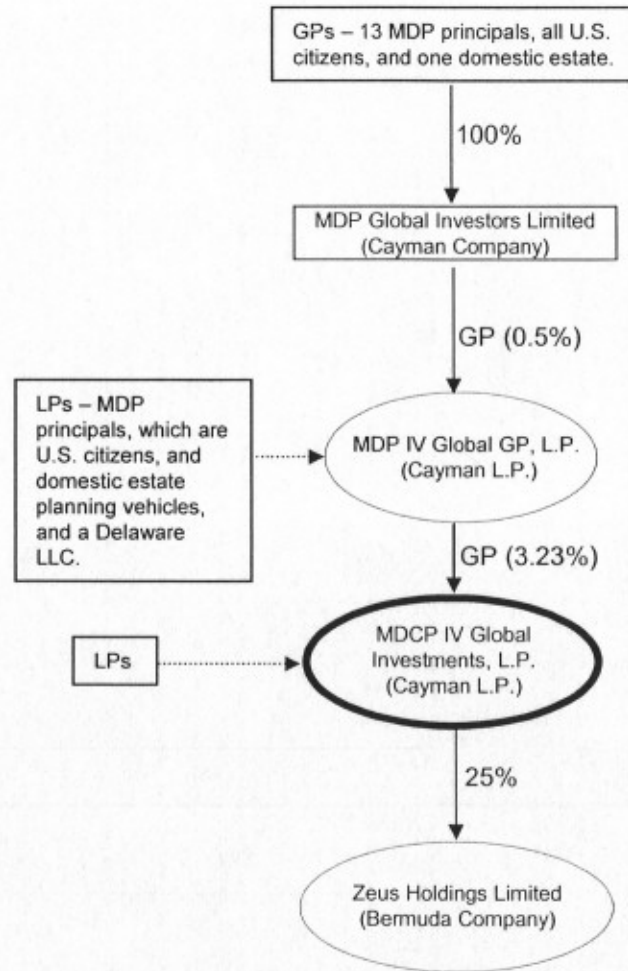 GPs – 13 MDP principals, all U.S.
citizens, and one domestic estate.
100%
MDP Global Investors Limited
(Cayman Company)
GP (0.5%)
LPs – MDP
principals, which are
U.S. citizens, and
domestic estate
planning vehicles,
and a Delaware
LLC.
MDP IV Global GP, L.P.
(Cayman L.P.)
GP (3.23%)
LPs
MDCP IV Global
Investments, L.P.
(Cayman L.P.)
25%
Zeus Holdings Limited
(Bermuda Company)